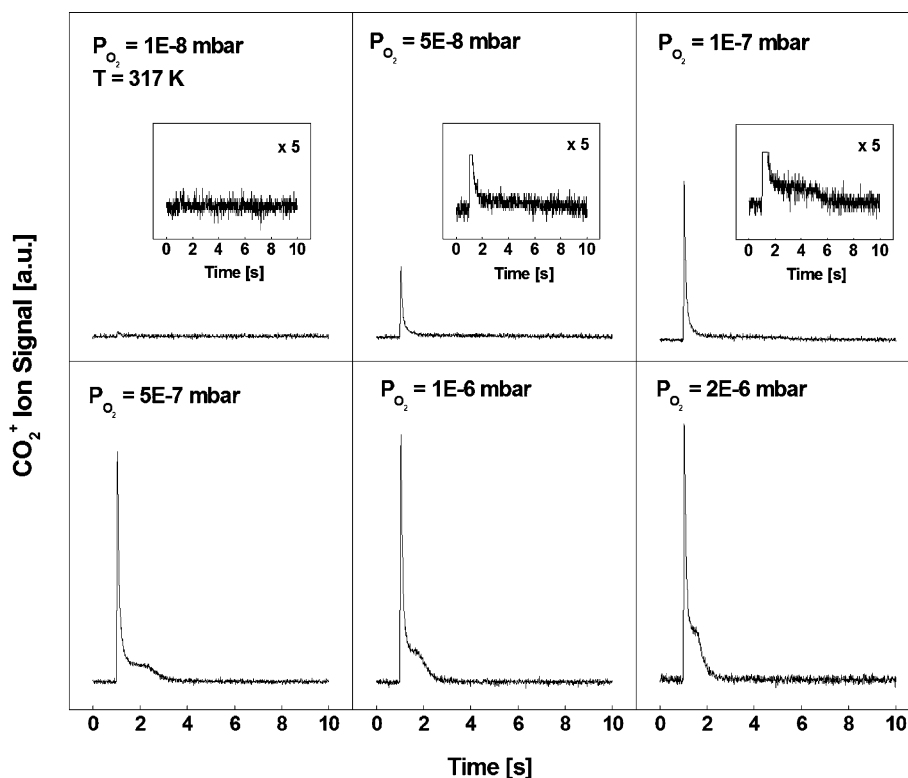 P_O₂ = 1E-8 mbar
T = 317 K
x 5
0 2 4 6 8 10
Time [s]
P_O₂ = 5E-8 mbar
x 5
0 2 4 6 8 10
Time [s]
P_O₂ = 1E-7 mbar
x 5
0 2 4 6 8 10
Time [s]
P_O₂ = 5E-7 mbar
P_O₂ = 1E-6 mbar
P_O₂ = 2E-6 mbar
CO₂⁺ Ion Signal [a.u.]
0 2 4 6 8 10
0 2 4 6 8 10
0 2 4 6 8 10
Time [s]